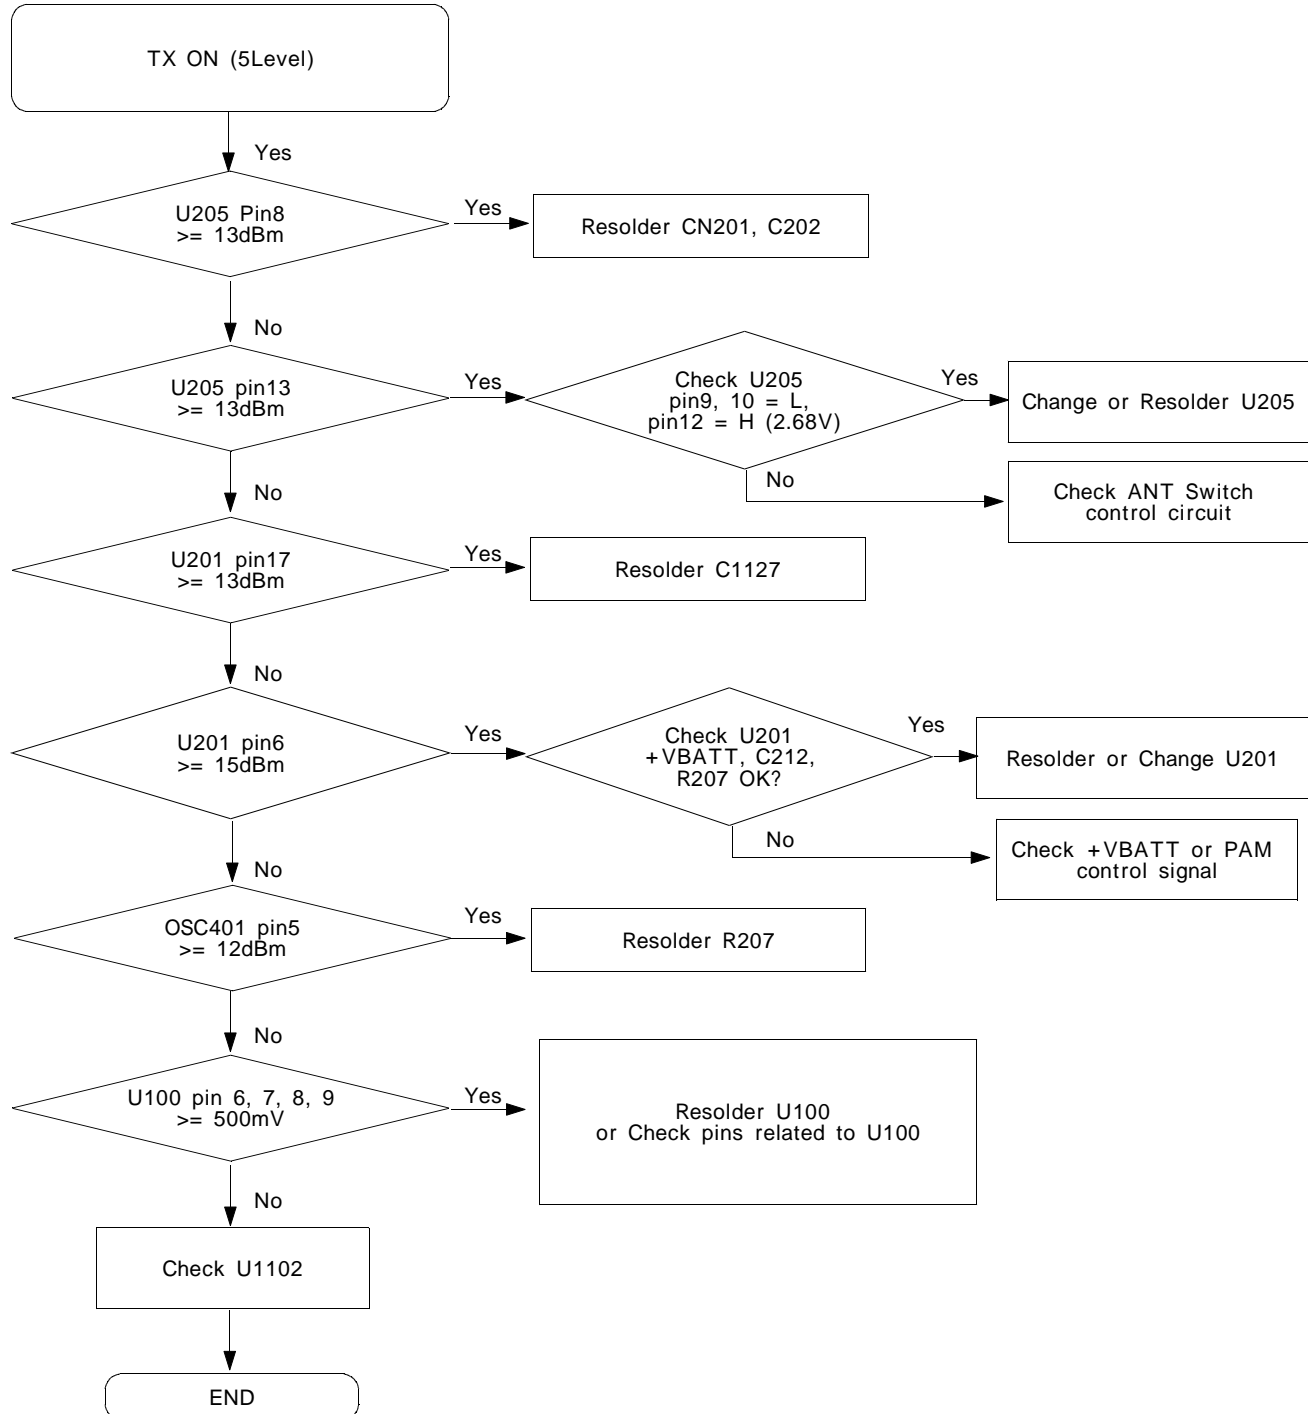 TX ON (5Level)
Yes
U205 Pin8
>= 13dBm
Yes
Resolder CN201, C202
No
U205 pin13
>= 13dBm
Yes
Check U205
pin9, 10 = L,
pin12 = H (2.68V)
Yes
Change or Resolder U205
No
Check ANT Switch
control circuit
No
U201 pin17
>= 13dBm
Yes
Resolder C1127
No
U201 pin6
>= 15dBm
Yes
Check U201
+VBATT, C212,
R207 OK?
Yes
Resolder or Change U201
No
Check +VBATT or PAM
control signal
No
OSC401 pin5
>= 12dBm
Yes
Resolder R207
No
U100 pin 6, 7, 8, 9
>= 500mV
Yes
Resolder U100
or Check pins related to U100
No
Check U1102
END